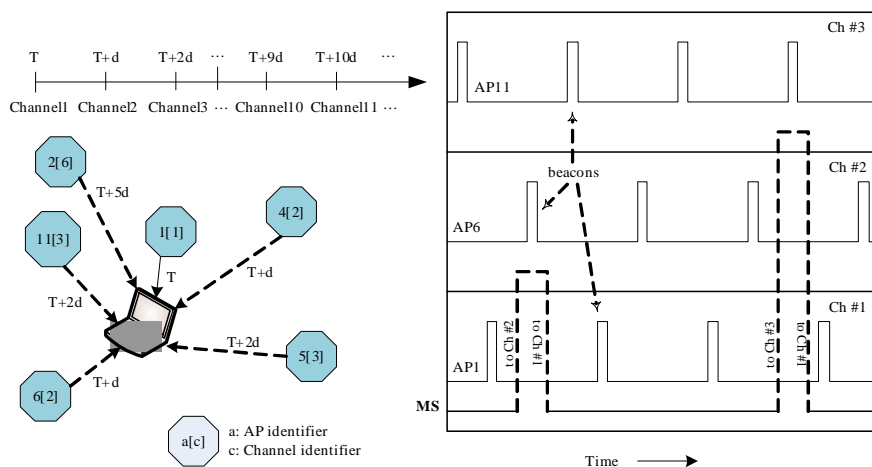 T T+d T+2d ... T+9d T+10d ...
Channel1 Channel2 Channel3 ... Channel10 Channel11 ...
2[6]
T+5d
4[2]
11[3]
1[1]
T
T+d
T+2d
T+2d
5[3]
6[2]
T+d
a[c]
a: AP identifier
c: Channel identifier
Ch #3
AP11
Ch #2
beacons
AP6
Ch #1
to Ch #2
to Ch #1
to Ch #3
to Ch #1
AP1
MS
Time